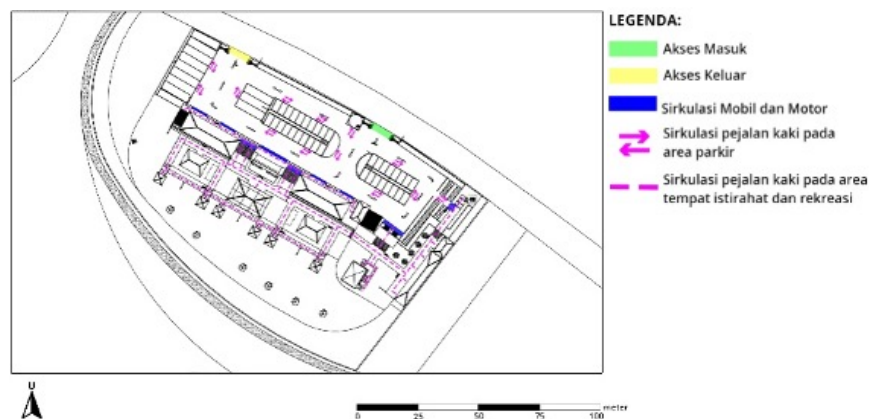 LEGENDA:
Akses Masuk
Akses Keluar
Sirkulasi Mobil dan Motor
Sirkulasi pejalan kaki pada
area parkir
Sirkulasi pejalan kaki pada area
tempat istirahat dan rekreasi
U
0 25 50 75 100 meter